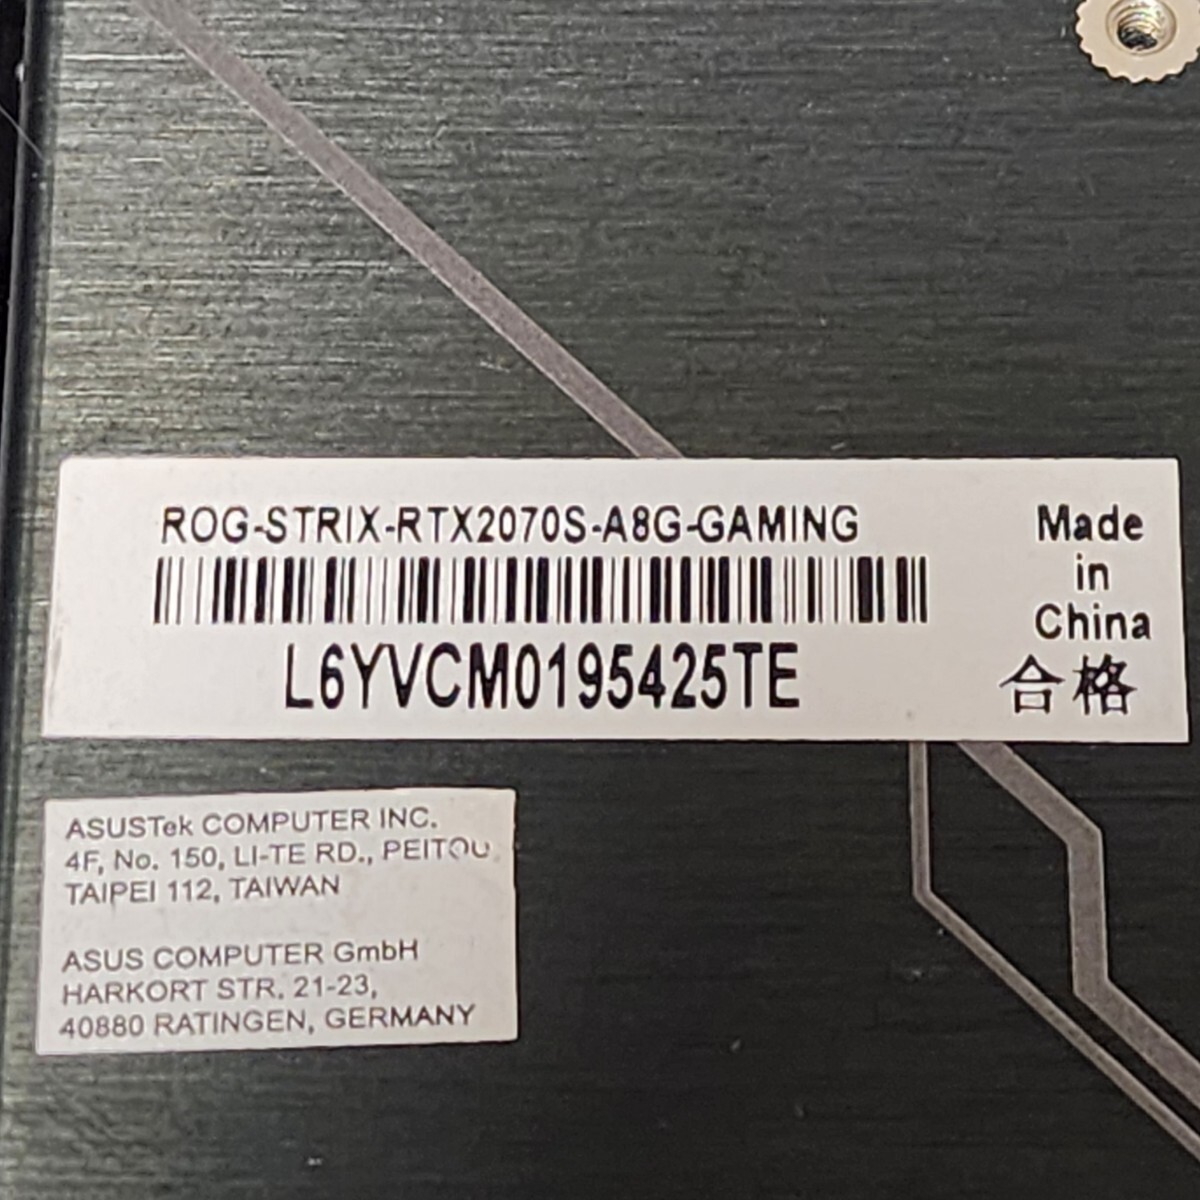 ROG-STRIX-RTX2070S-A8G-GAMING
L6YVCM0195425TE
Made
in
China
合格
ASUSTek COMPUTER INC.
4F, No. 150, LI-TE RD., PEITOU,
TAIPEI 112, TAIWAN
ASUS COMPUTER GmbH
HARKORT STR. 21-23,
40880 RATINGEN, GERMANY